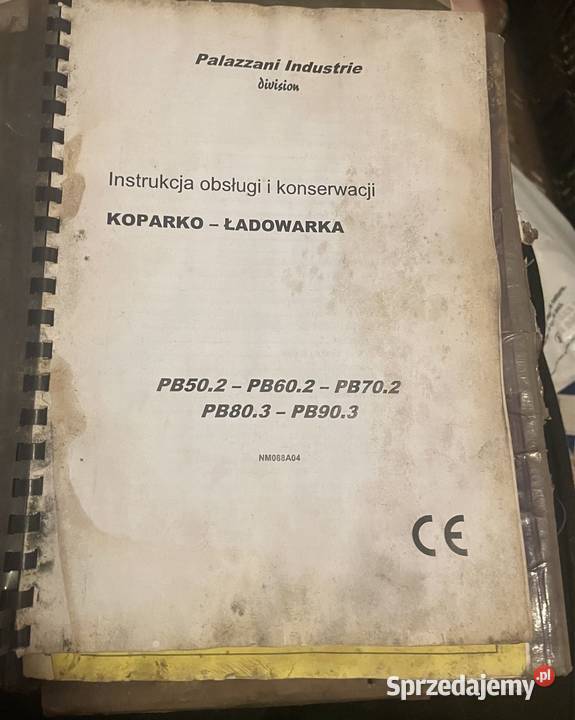 Palazzani Industrie
division
Instrukcja obsługi i konserwacji
KOPARKO – ŁADOWARKA
PB50.2 – PB60.2 – PB70.2
PB80.3 – PB90.3
NM068A04
CE
Sprzedajemy.pl